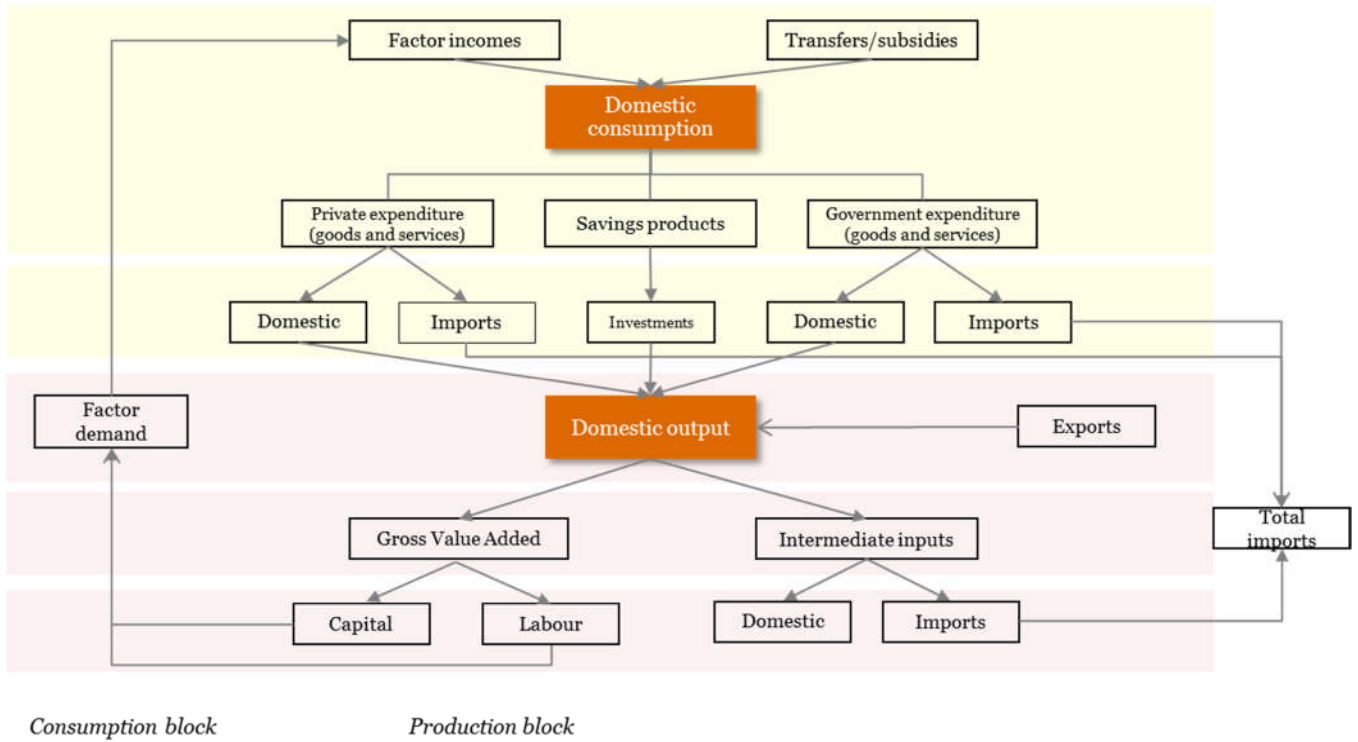 Factor incomes
Transfers/subsidies
Domestic
consumption
Private expenditure
(goods and services)
Savings products
Government expenditure
(goods and services)
Domestic
Imports
Investments
Domestic
Imports
Factor
demand
Domestic output
Exports
Gross Value Added
Intermediate inputs
Total
imports
Capital
Labour
Domestic
Imports
Consumption block
Production block